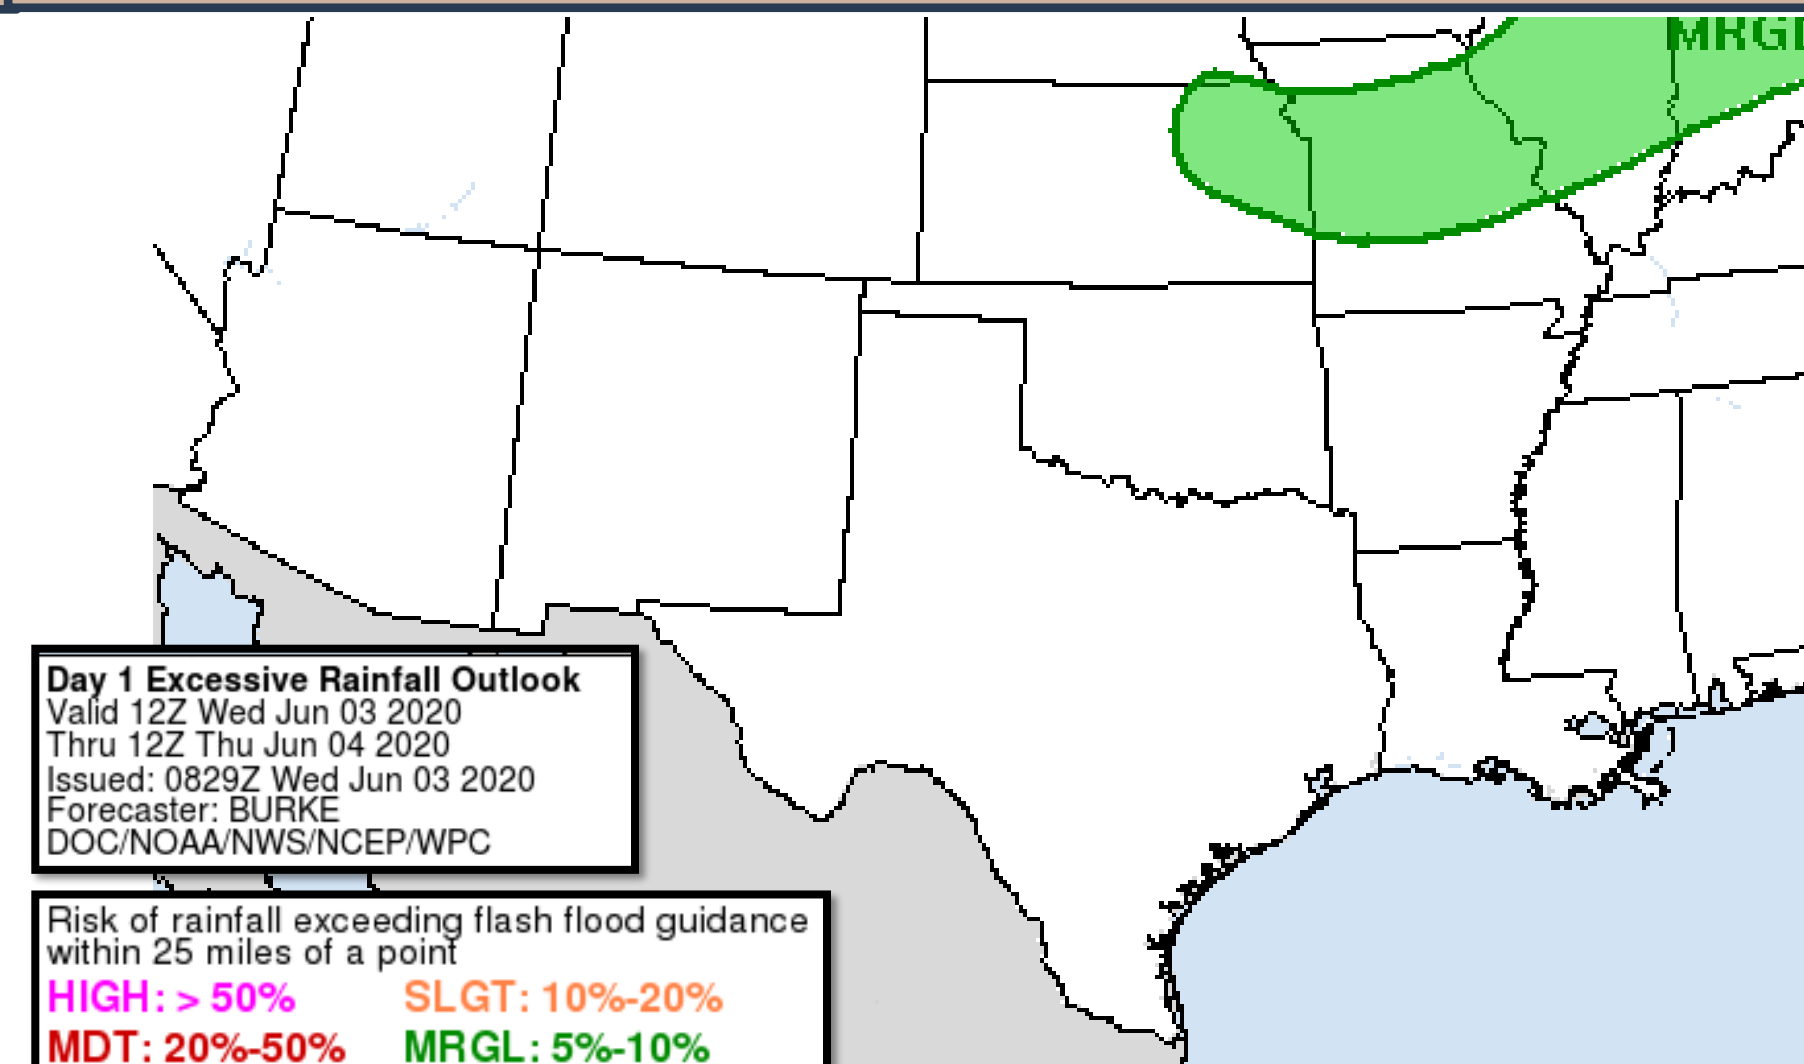 MRGL
Day 1 Excessive Rainfall Outlook
Valid 12Z Wed Jun 03 2020
Thru 12Z Thu Jun 04 2020
Issued: 0829Z Wed Jun 03 2020
Forecaster: BURKE
DOC/NOAA/NWS/NCEP/WPC
Risk of rainfall exceeding flash flood guidance
within 25 miles of a point
HIGH: > 50% SLGT: 10%-20%
MDT: 20%-50% MRGL: 5%-10%